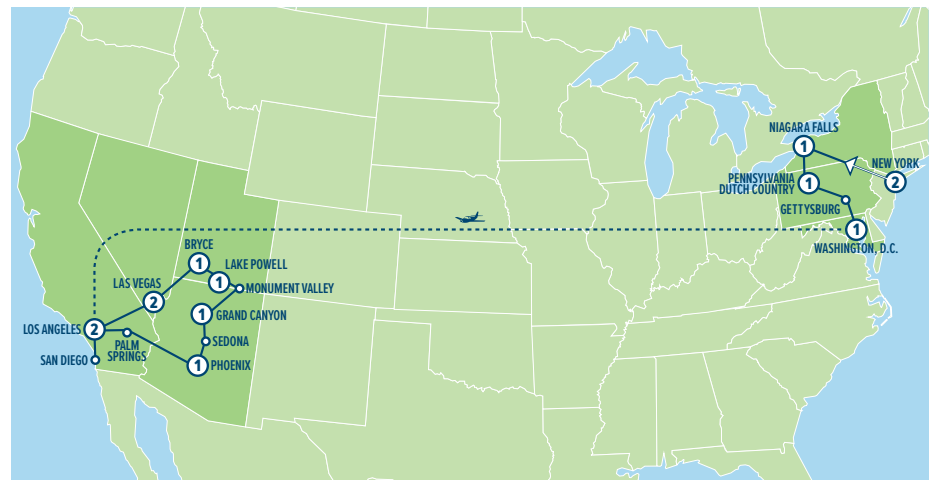 NIAGARA FALLS
1
NEW YORK
2
PENNSYLVANIA
DUTCH COUNTRY
1
GETTYSBURG
1
WASHINGTON, D.C.
BRYCE
1
LAKE POWELL
1
MONUMENT VALLEY
LAS VEGAS
2
1
GRAND CANYON
LOS ANGELES
2
SEDONA
PALM
SPRINGS
SAN DIEGO
1
PHOENIX